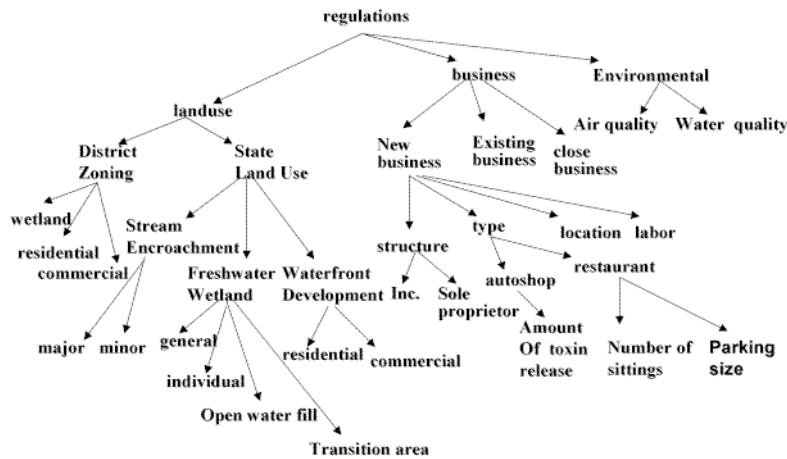 regulations
business
Environmental
landuse
Air quality
Water quality
District
Zoning
State
Land Use
New
business
Existing
business
close
business
wetland
residential
commercial
Stream
Encroachment
structure
type
location
labor
Freshwater
Wetland
Waterfront
Development
Inc.
Sole
proprietor
autoshop
restaurant
major
minor
general
individual
Open water fill
Transition area
residential
commercial
Amount
Of toxin
release
Number of
sittings
Parking
size